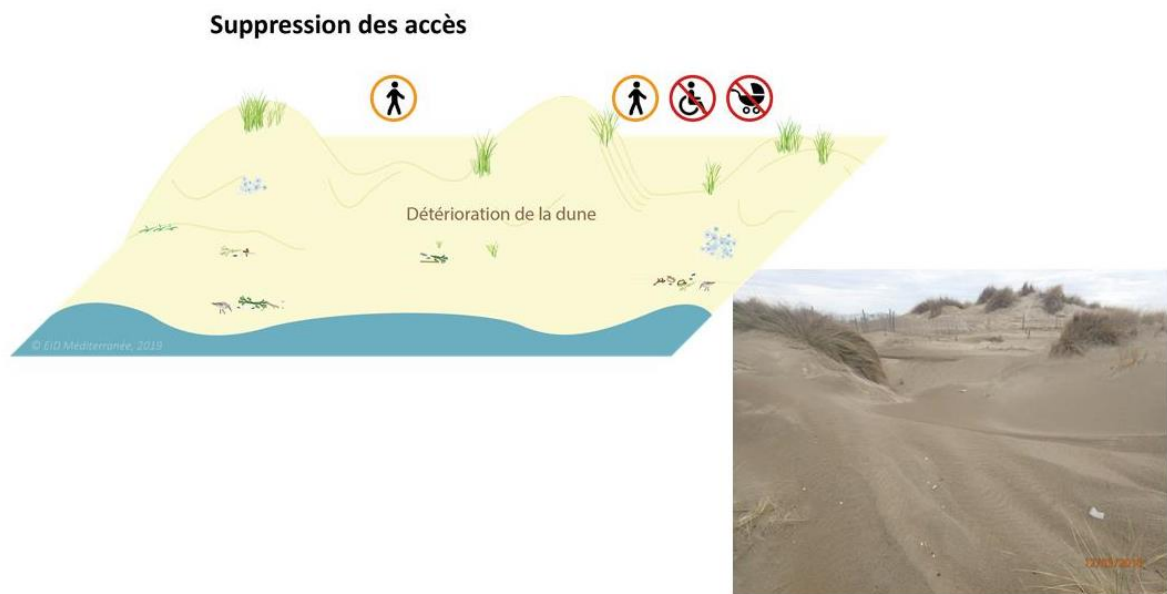 Suppression des accès
Détérioration de la dune
© EID Méditerranée, 2019